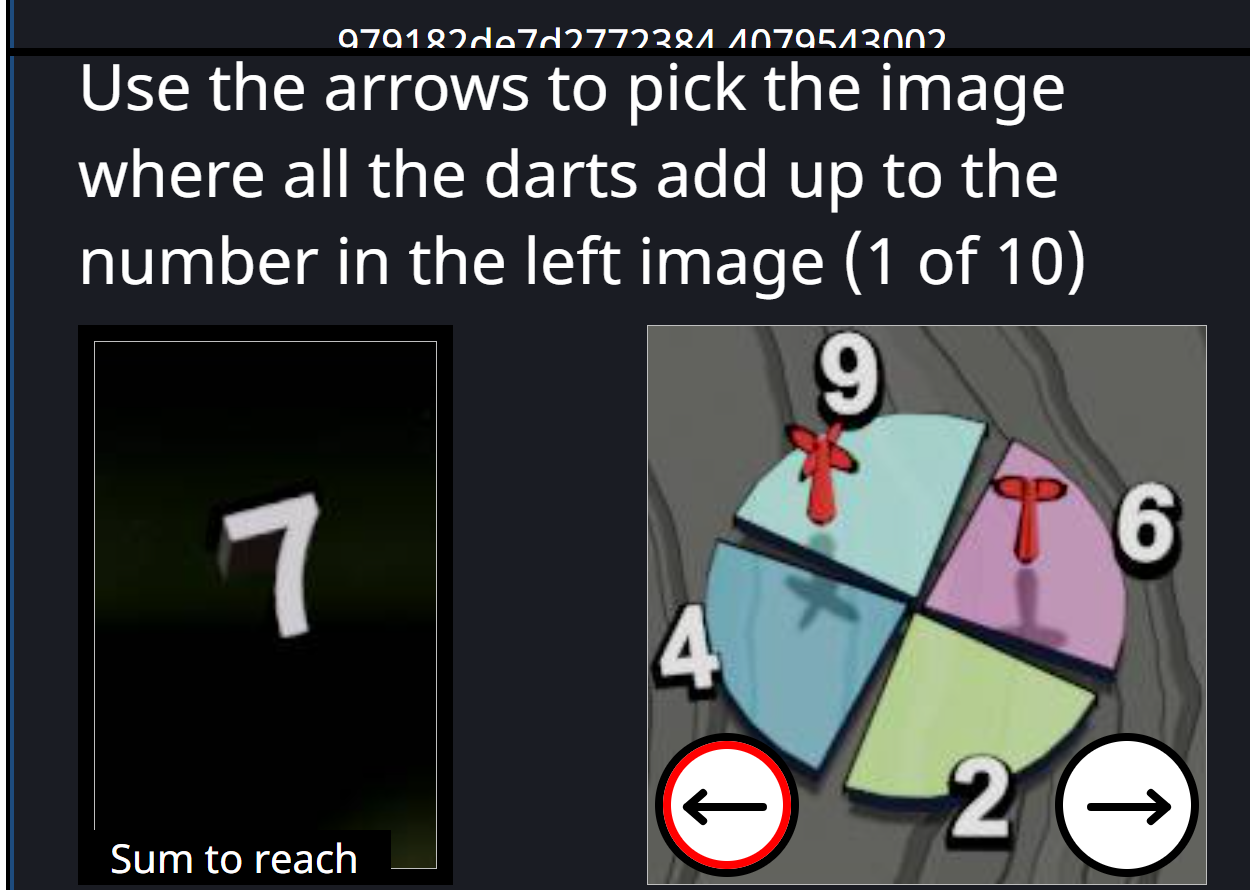 979182de7d2772384.4079543002
Use the arrows to pick the image
where all the darts add up to the
number in the left image (1 of 10)
7
Sum to reach
9
6
4
2